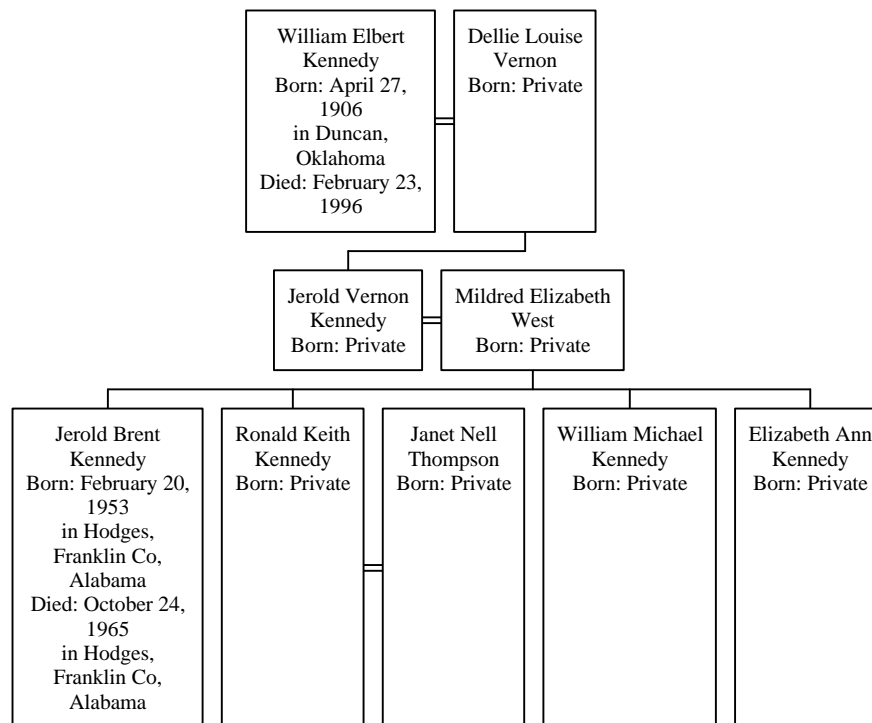 William Elbert
Kennedy
Born: April 27,
1906
in Duncan,
Oklahoma
Died: February 23,
1996
Dellie Louise
Vernon
Born: Private
Jerold Vernon
Kennedy
Born: Private
Mildred Elizabeth
West
Born: Private
Jerold Brent
Kennedy
Born: February 20,
1953
in Hodges,
Franklin Co,
Alabama
Died: October 24,
1965
in Hodges,
Franklin Co,
Alabama
Ronald Keith
Kennedy
Born: Private
Janet Nell
Thompson
Born: Private
William Michael
Kennedy
Born: Private
Elizabeth Ann
Kennedy
Born: Private